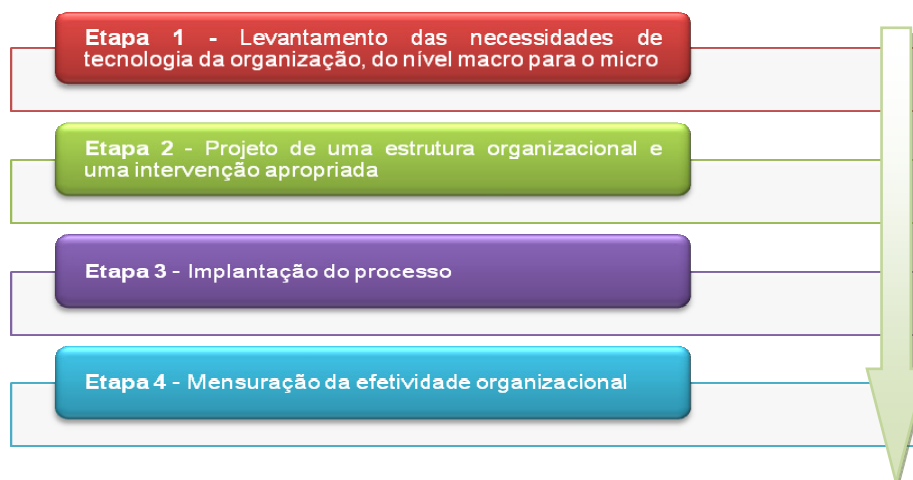 Etapa 1 - Levantamento das necessidades de
tecnologia da organização, do nível macro para o micro
Etapa 2 - Projeto de uma estrutura organizacional e
uma intervenção apropriada
Etapa 3 - Implantação do processo
Etapa 4 - Mensuração da efetividade organizacional